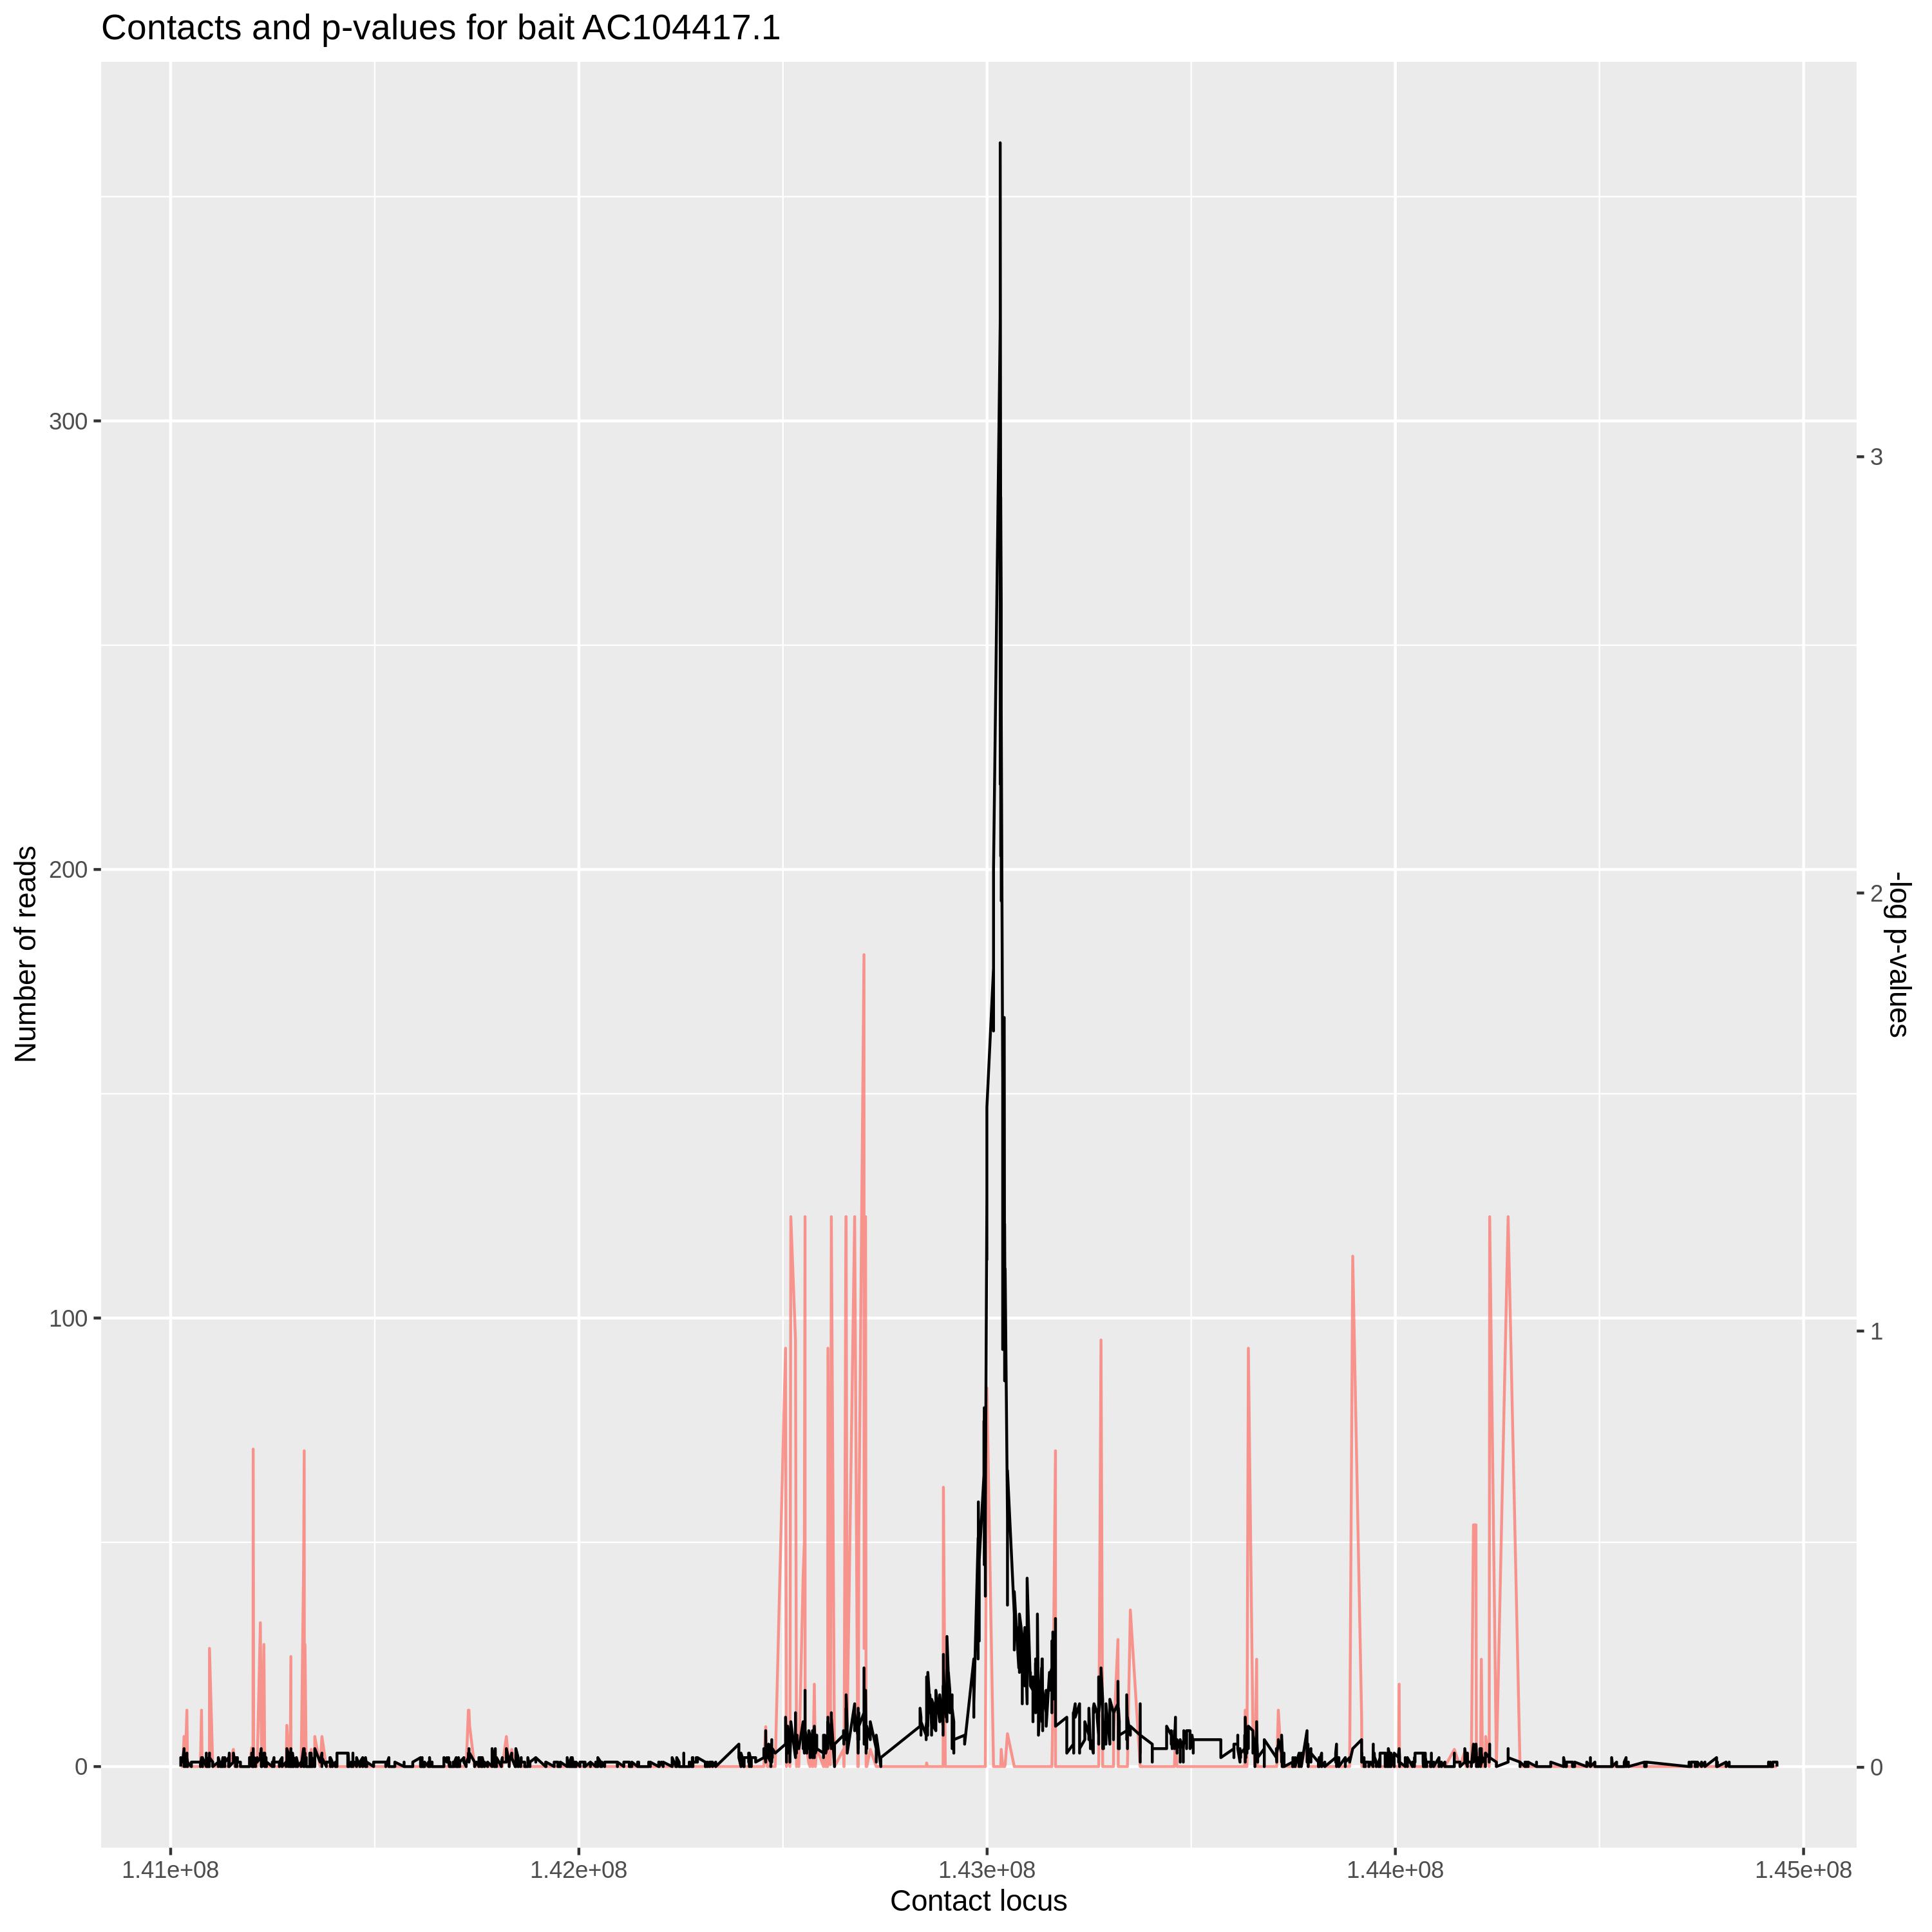 Contacts and p-values for bait AC104417.1
Number of reads
300
200
100
0
3
2
1
0
-log p-values
1.41e+08 1.42e+08 1.43e+08 1.44e+08 1.45e+08
Contact locus